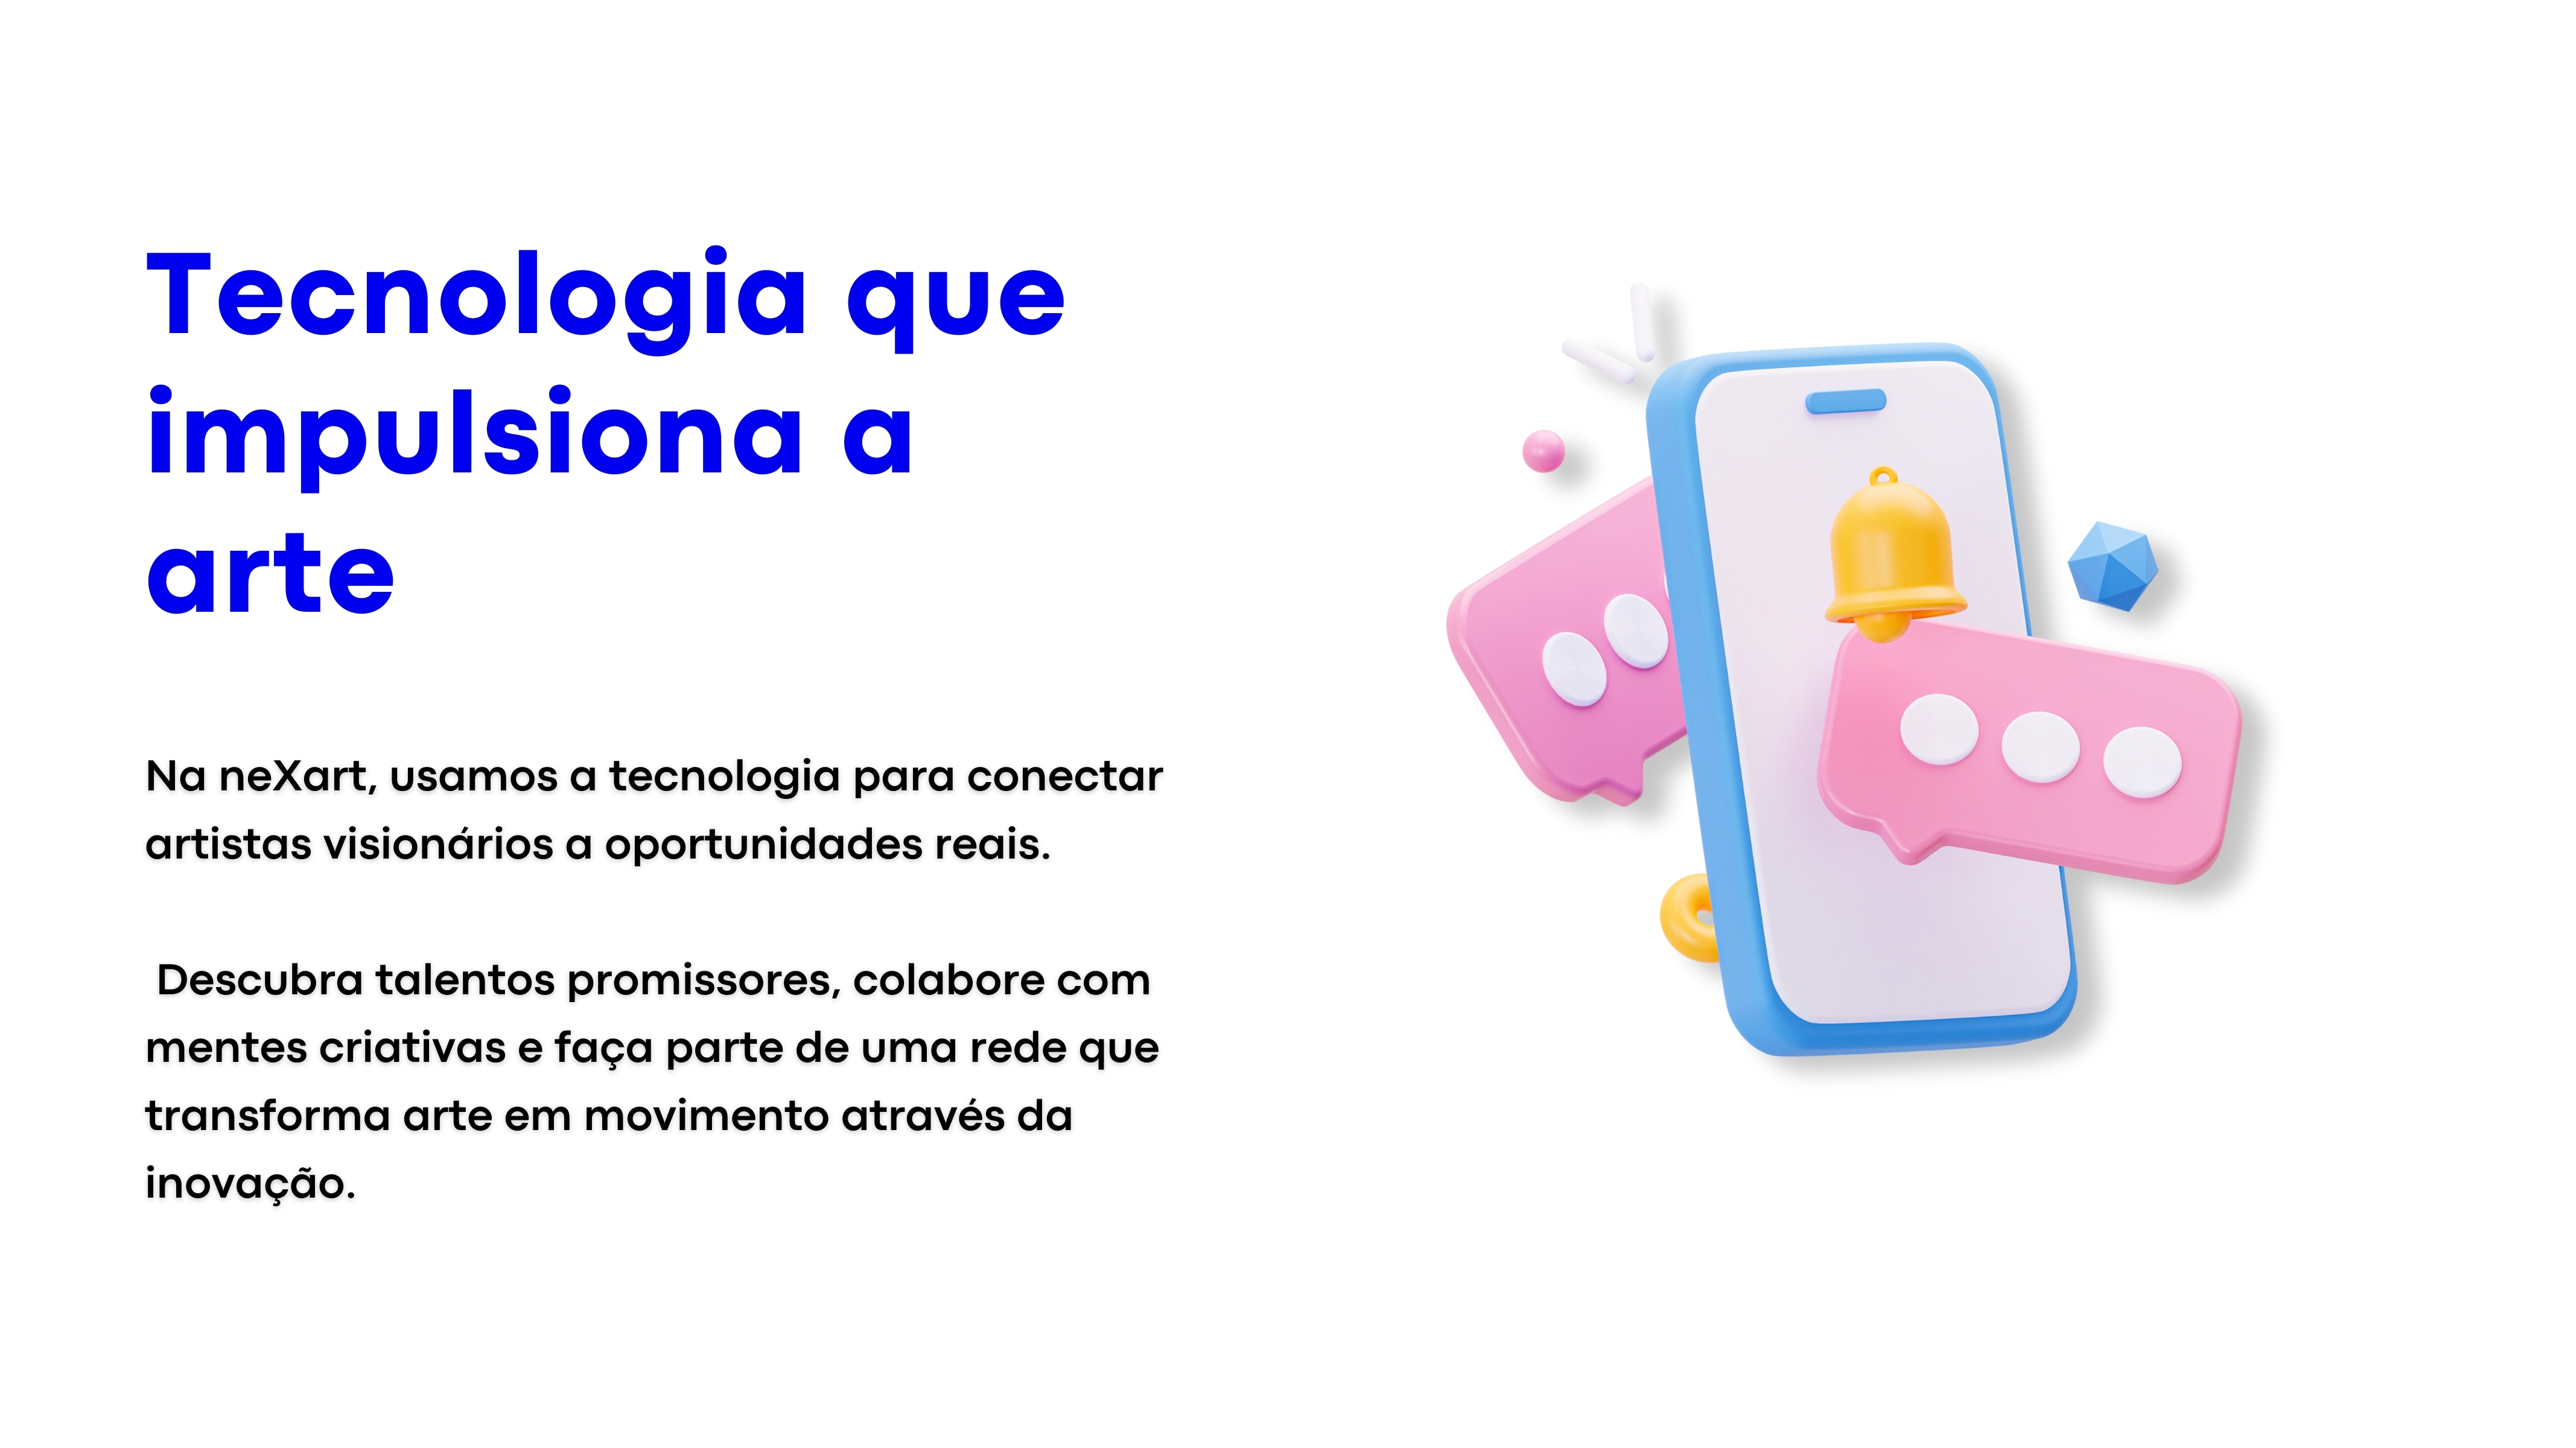 Tecnologia que
impulsiona a
arte
Na neXart, usamos a tecnologia para conectar
artistas visionários a oportunidades reais.
Descubra talentos promissores, colabore com
mentes criativas e faça parte de uma rede que
transforma arte em movimento através da
inovação.